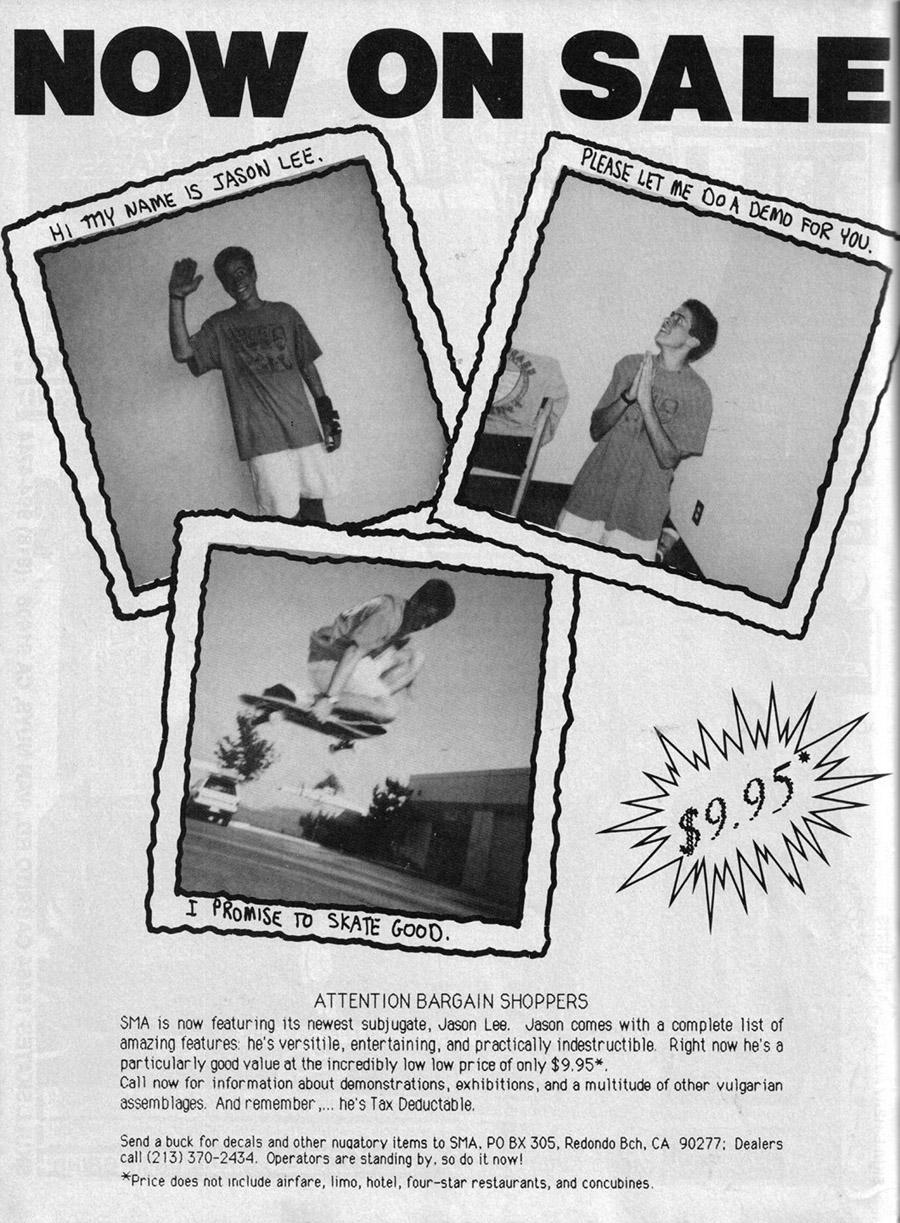 NOW ON SALE
HI MY NAME IS JASON LEE.
PLEASE LET ME DO A DEMO FOR YOU.
I PROMISE TO SKATE GOOD.
$9.95*
ATTENTION BARGAIN SHOPPERS
SMA is now featuring its newest subjugate, Jason Lee. Jason comes with a complete list of
amazing features: he's versitile, entertaining, and practically indestructible. Right now he's a
particularly good value at the incredibly low low price of only $9.95*.
Call now for information about demonstrations, exhibitions, and a multitude of other vulgarian
assemblages. And remember,... he's Tax Deductable.
Send a buck for decals and other nugatory items to SMA, PO BX 305, Redondo Bch, CA 90277; Dealers
call (213) 370-2434. Operators are standing by, so do it now!
*Price does not include airfare, limo, hotel, four-star restaurants, and concubines.